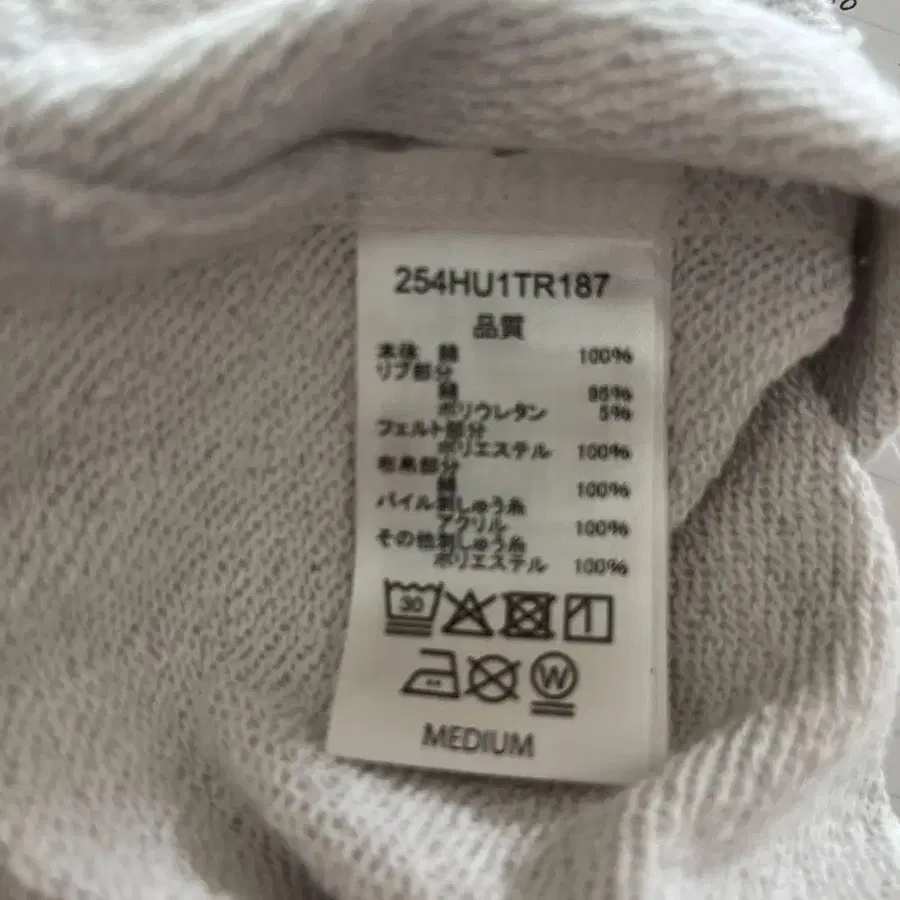 254HU1TR187
品質
本体 綿 100%
リブ部分
綿 95%
ポリウレタン 5%
フェルト部分
ポリエステル 100%
布帛部分
綿 100%
パイル刺しゅう糸
アクリル 100%
その他刺しゅう糸
ポリエステル 100%
30
W
MEDIUM